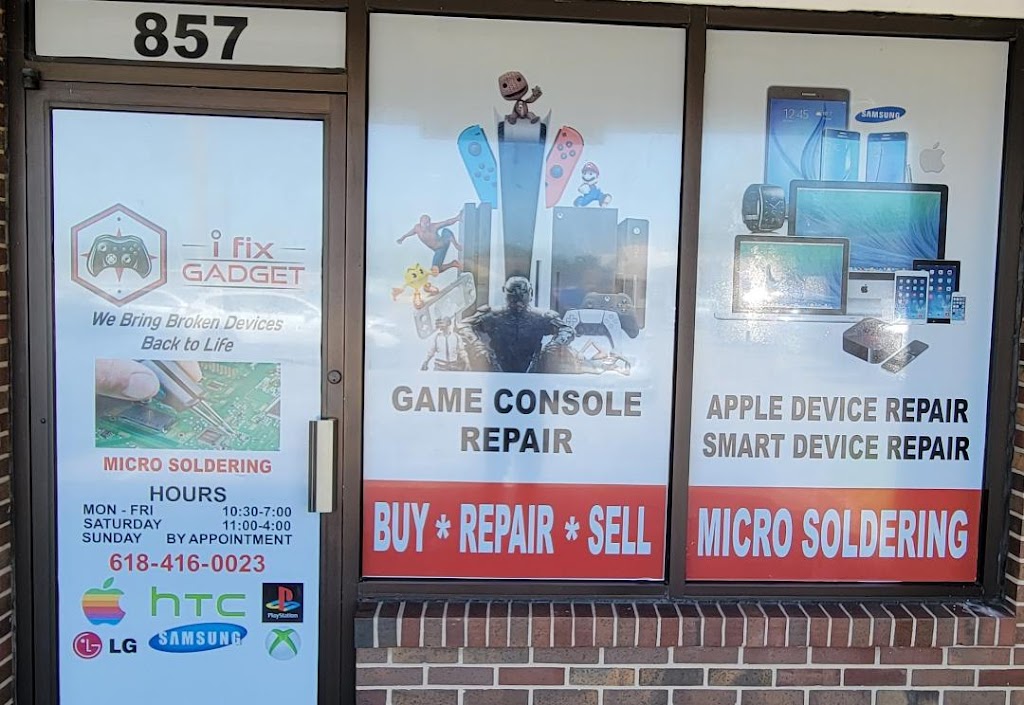 857
i fix
GADGET
We Bring Broken Devices
Back to Life
MICRO SOLDERING
HOURS
MON - FRI 10:30-7:00
SATURDAY 11:00-4:00
SUNDAY BY APPOINTMENT
618-416-0023
hTC
PlayStation
LG
SAMSUNG
GAME CONSOLE
REPAIR
BUY * REPAIR * SELL
SAMSUNG
12:45
APPLE DEVICE REPAIR
SMART DEVICE REPAIR
MICRO SOLDERING